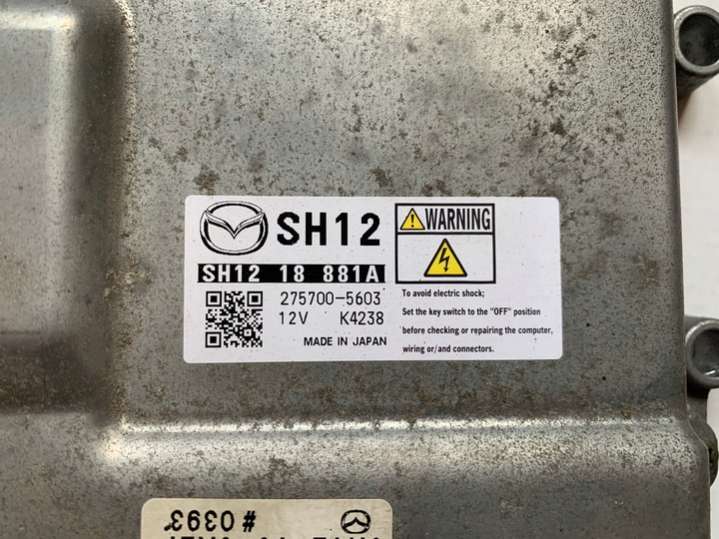 SH12
SH12 18 881A
275700-5603
12V K4238
MADE IN JAPAN
WARNING
To avoid electric shock;
Set the key switch to the "OFF" position
before checking or repairing the computer,
wiring or/and connectors.
# 0393